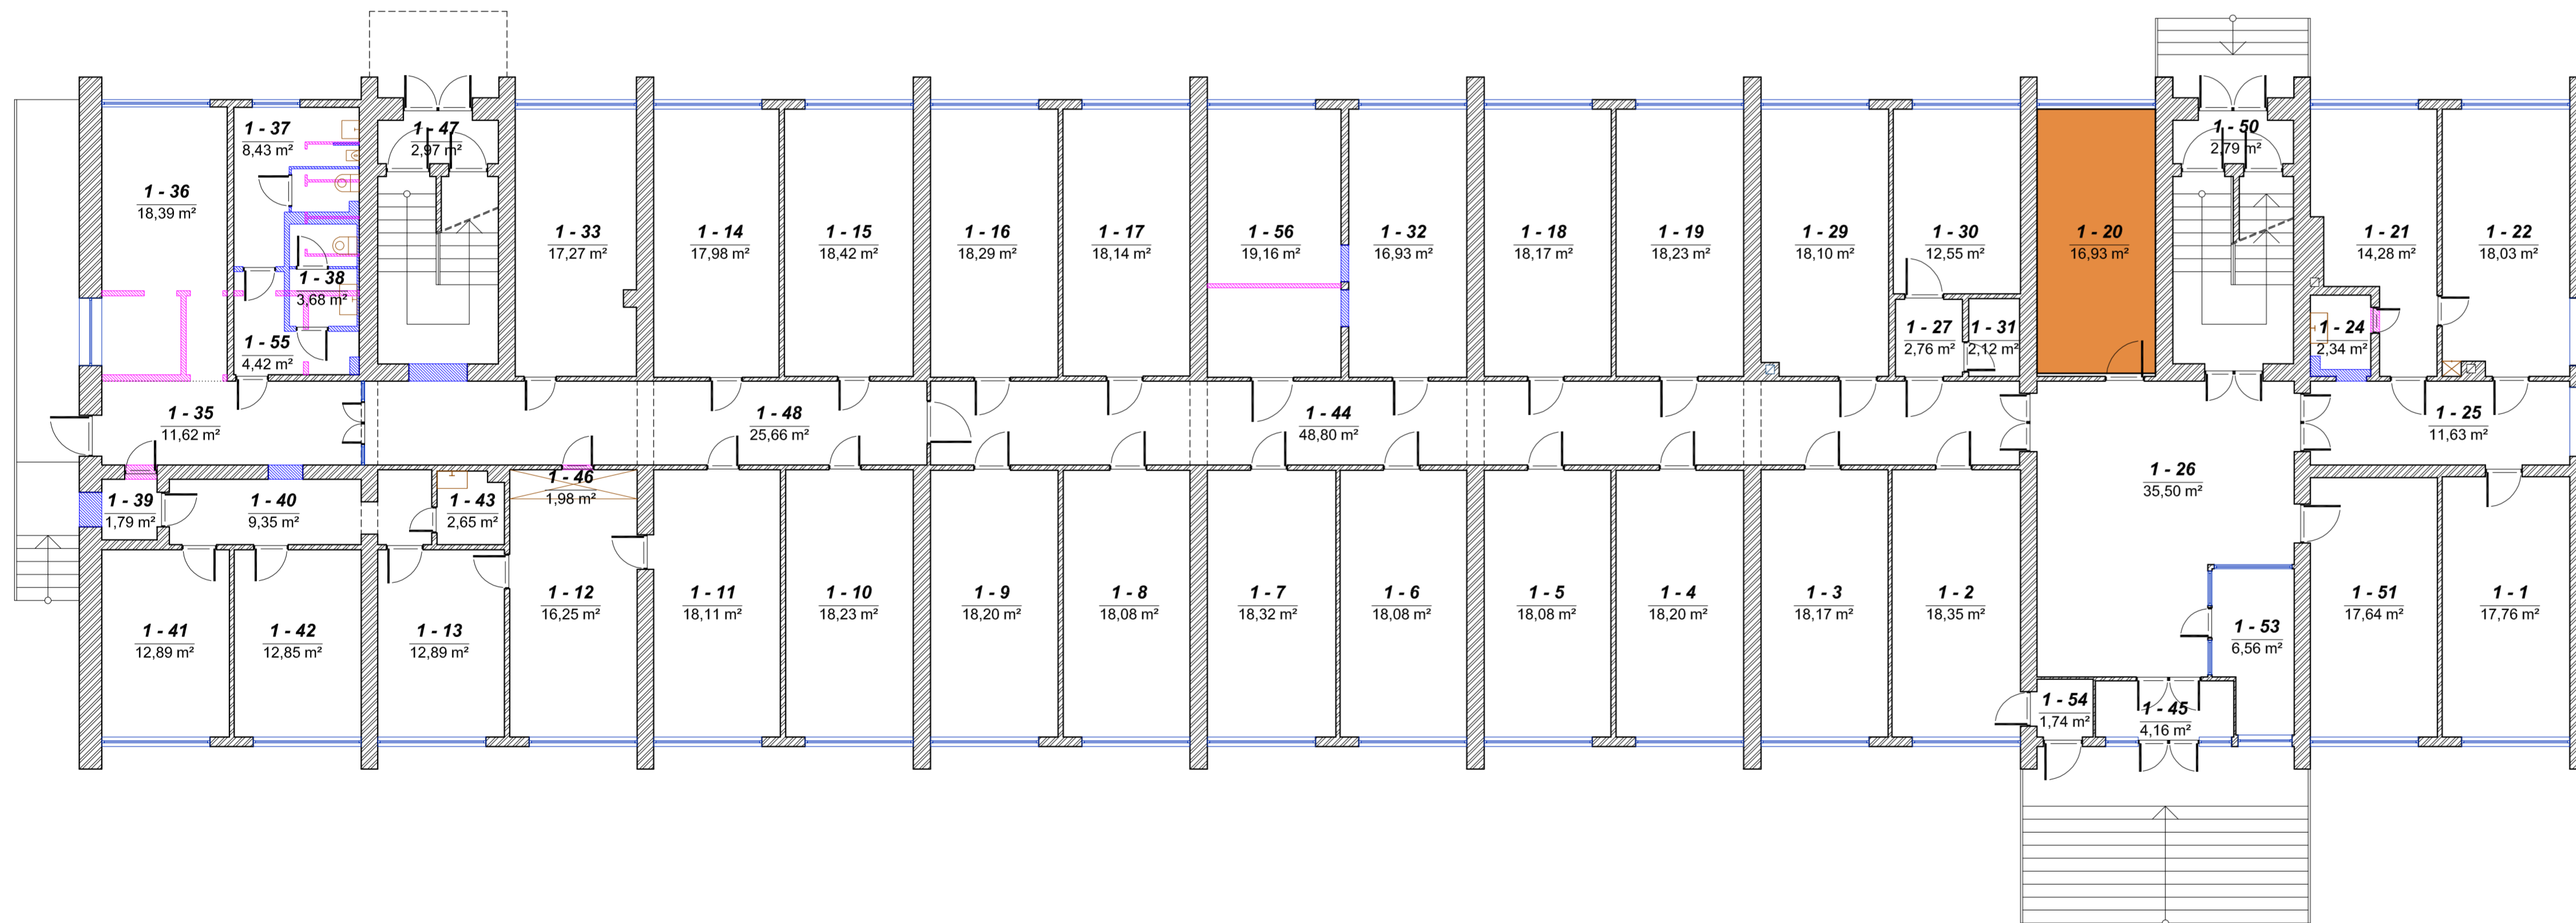 1 - 37
8,43 m²
1 - 47
2,97 m²
1 - 50
2,79 m²
1 - 36
18,39 m²
1 - 33
17,27 m²
1 - 14
17,98 m²
1 - 15
18,42 m²
1 - 16
18,29 m²
1 - 17
18,14 m²
1 - 56
19,16 m²
1 - 32
16,93 m²
1 - 18
18,17 m²
1 - 19
18,23 m²
1 - 29
18,10 m²
1 - 30
12,55 m²
1 - 20
16,93 m²
1 - 21
14,28 m²
1 - 22
18,03 m²
1 - 38
3,68 m²
1 - 55
4,42 m²
1 - 27
2,76 m²
1 - 31
2,12 m²
1 - 24
2,34 m²
1 - 35
11,62 m²
1 - 48
25,66 m²
1 - 44
48,80 m²
1 - 25
11,63 m²
1 - 26
35,50 m²
1 - 39
1,79 m²
1 - 40
9,35 m²
1 - 43
2,65 m²
1 - 46
1,98 m²
1 - 41
12,89 m²
1 - 42
12,85 m²
1 - 13
12,89 m²
1 - 12
16,25 m²
1 - 11
18,11 m²
1 - 10
18,23 m²
1 - 9
18,20 m²
1 - 8
18,08 m²
1 - 7
18,32 m²
1 - 6
18,08 m²
1 - 5
18,08 m²
1 - 4
18,20 m²
1 - 3
18,17 m²
1 - 2
18,35 m²
1 - 53
6,56 m²
1 - 51
17,64 m²
1 - 1
17,76 m²
1 - 54
1,74 m²
1 - 45
4,16 m²